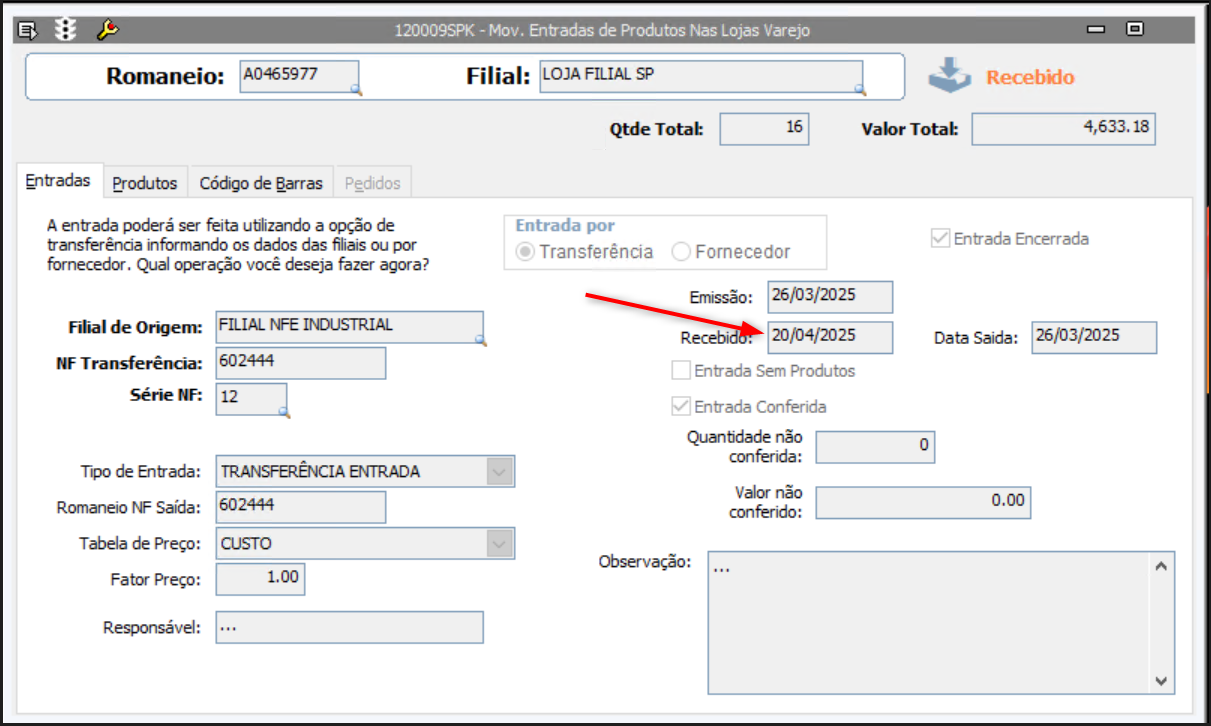 120009SPK - Mov. Entradas de Produtos Nas Lojas Varejo
Romaneio: A0465977 Filial: LOJA FILIAL SP Recebido
Qtde Total: 16 Valor Total: 4,633.18
Entradas Produtos Código de Barras Pedidos
A entrada poderá ser feita utilizando a opção de
transferência informando os dados das filiais ou por
fornecedor. Qual operação você deseja fazer agora?
Entrada por
Transferência Fornecedor
Entrada Encerrada
Emissão: 26/03/2025
Filial de Origem: FILIAL NFE INDUSTRIAL
Recebido: 20/04/2025 Data Saida: 26/03/2025
NF Transferência: 602444
Entrada Sem Produtos
Série NF: 12
Entrada Conferida
Quantidade não
conferida: 0
Tipo de Entrada: TRANSFERÊNCIA ENTRADA
Romaneio NF Saída: 602444
Valor não
conferido: 0.00
Tabela de Preço: CUSTO
Fator Preço: 1.00
Observação: ...
Responsável: ...